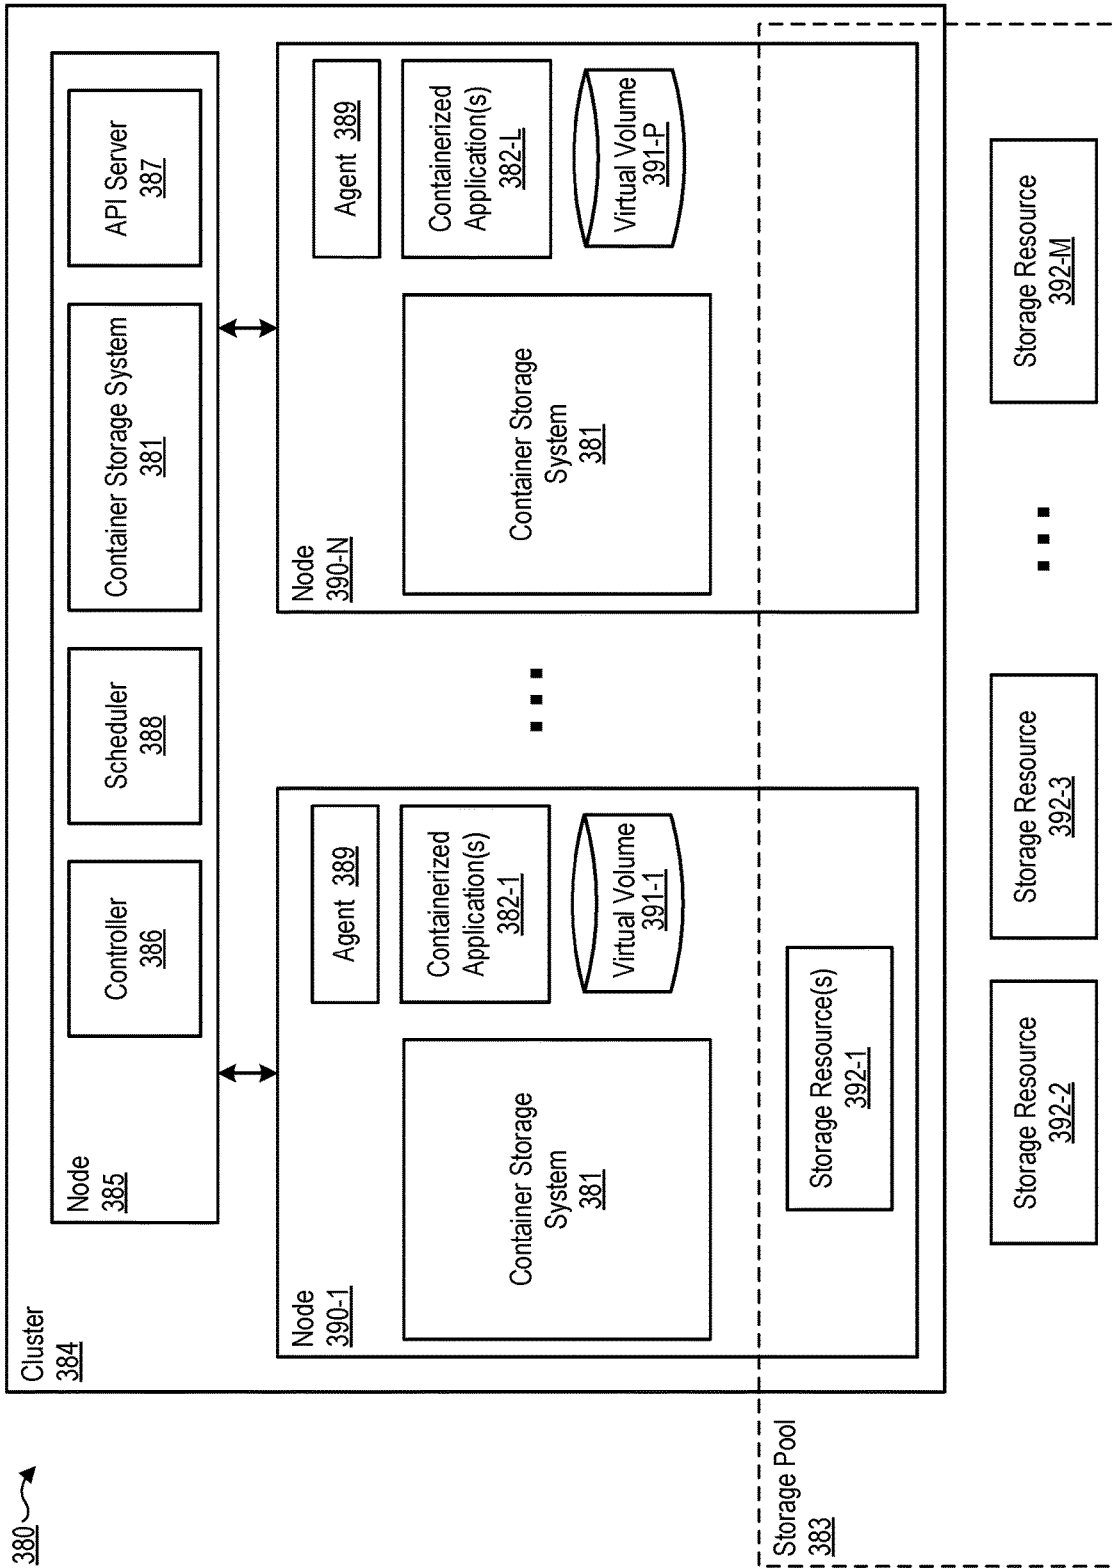 380
Cluster
384
Node
385
Controller
386
Scheduler
388
Container Storage System
381
API Server
387
Node
390-1
Container Storage
System
381
Agent 389
Containerized
Application(s)
382-1
Virtual Volume
391-1
Node
390-N
Container Storage
System
381
Agent 389
Containerized
Application(s)
382-L
Virtual Volume
391-P
Storage Pool
383
Storage Resource(s)
392-1
Storage Resource
392-2
Storage Resource
392-3
Storage Resource
392-M